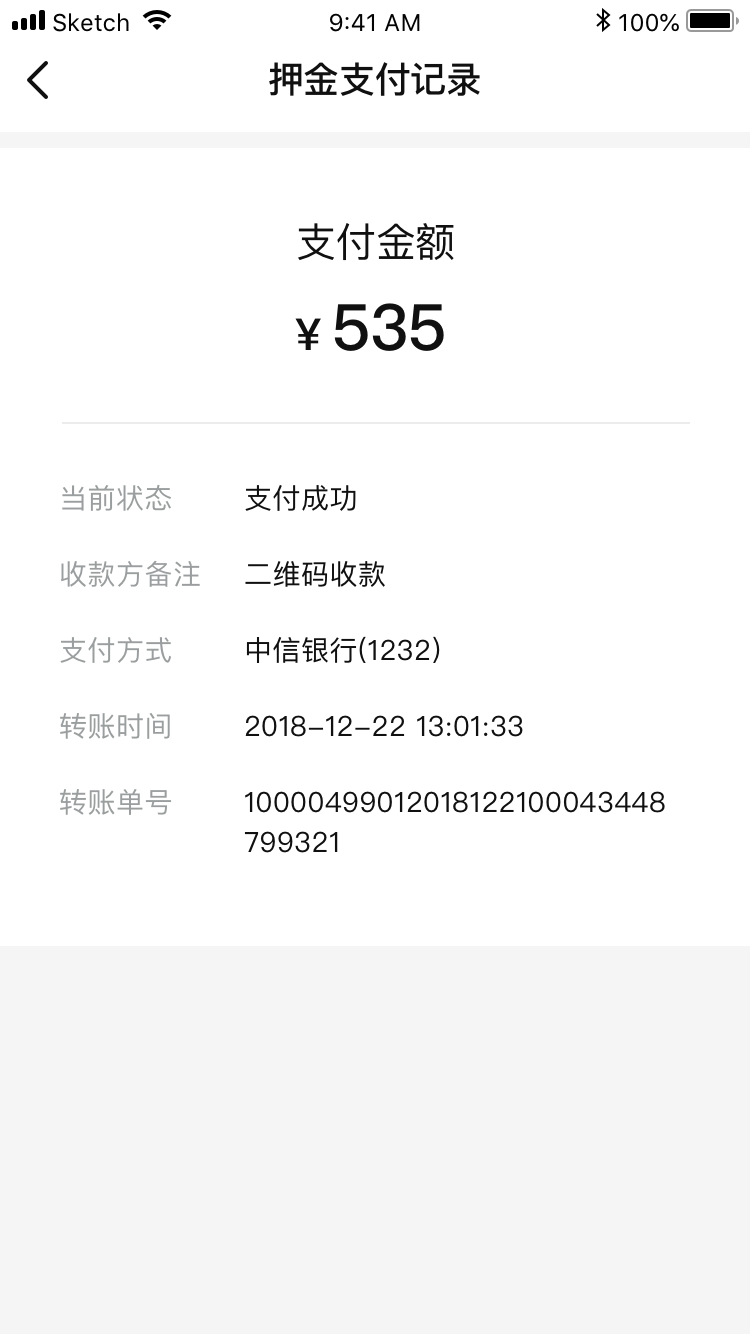 Sketch 9:41 AM 100%
押金支付记录
支付金额
¥ 535
当前状态 支付成功
收款方备注 二维码收款
支付方式 中信银行(1232)
转账时间 2018-12-22 13:01:33
转账单号 10000499012018122100043448
799321